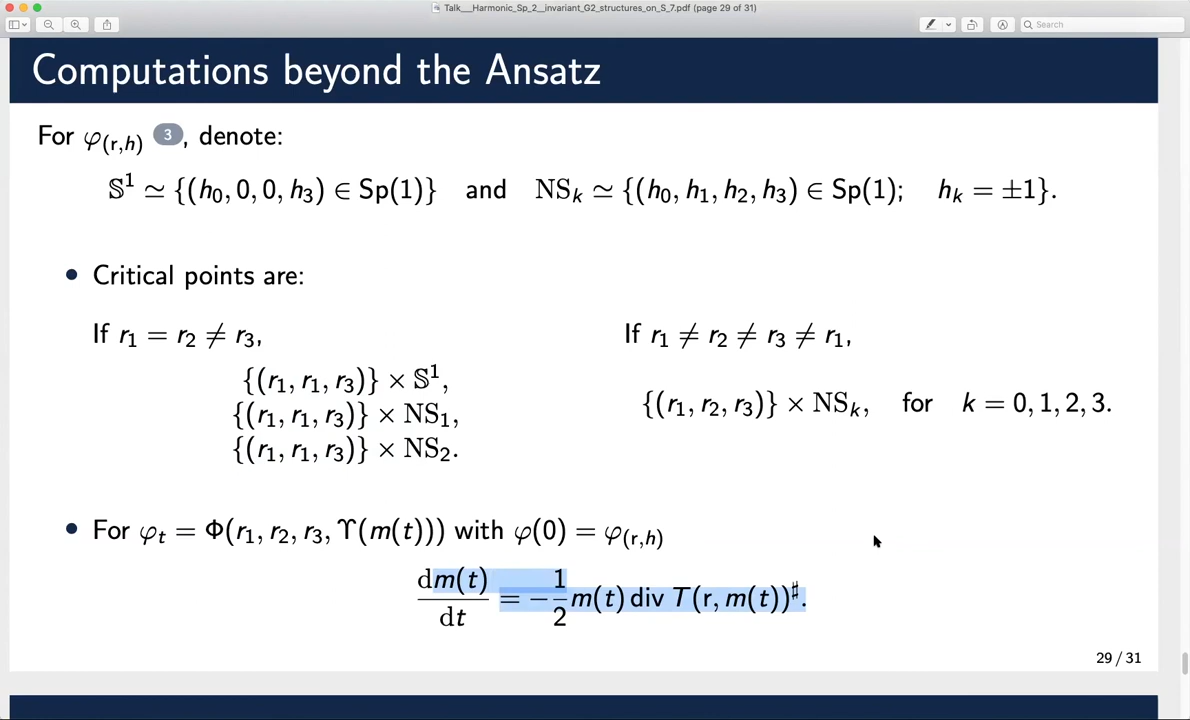 Talk__Harmonic_Sp_2__invariant_G2_structures_on_S_7.pdf (page 29 of 31)
Search
Computations beyond the Ansatz
For φ(r,h) 3, denote:
𝕊¹ ≃ {(h₀, 0, 0, h₃) ∈ Sp(1)} and NSₖ ≃ {(h₀, h₁, h₂, h₃) ∈ Sp(1); hₖ = ±1}.
• Critical points are:
If r₁ = r₂ ≠ r₃,
{(r₁, r₁, r₃)} × 𝕊¹,
{(r₁, r₁, r₃)} × NS₁,
{(r₁, r₁, r₃)} × NS₂.
If r₁ ≠ r₂ ≠ r₃ ≠ r₁,
{(r₁, r₂, r₃)} × NSₖ, for k = 0, 1, 2, 3.
• For φₜ = Φ(r₁, r₂, r₃, ϒ(m(t))) with φ(0) = φ(r,h)
dm(t)/dt = −1/2 m(t) div T(r, m(t))♯.
29 / 31